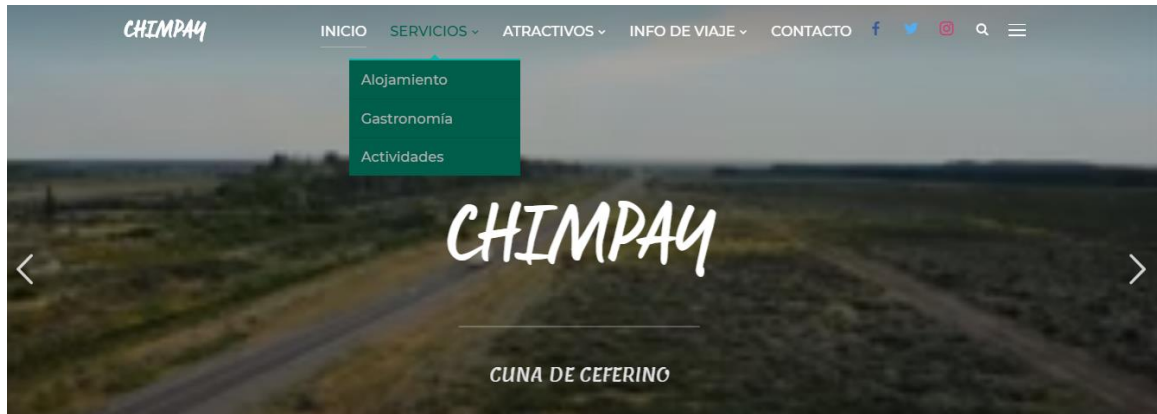 CHIMPAY
INICIO SERVICIOS ATRACTIVOS INFO DE VIAJE CONTACTO
Alojamiento
Gastronomía
Actividades
CHIMPAY
CUNA DE CEFERINO